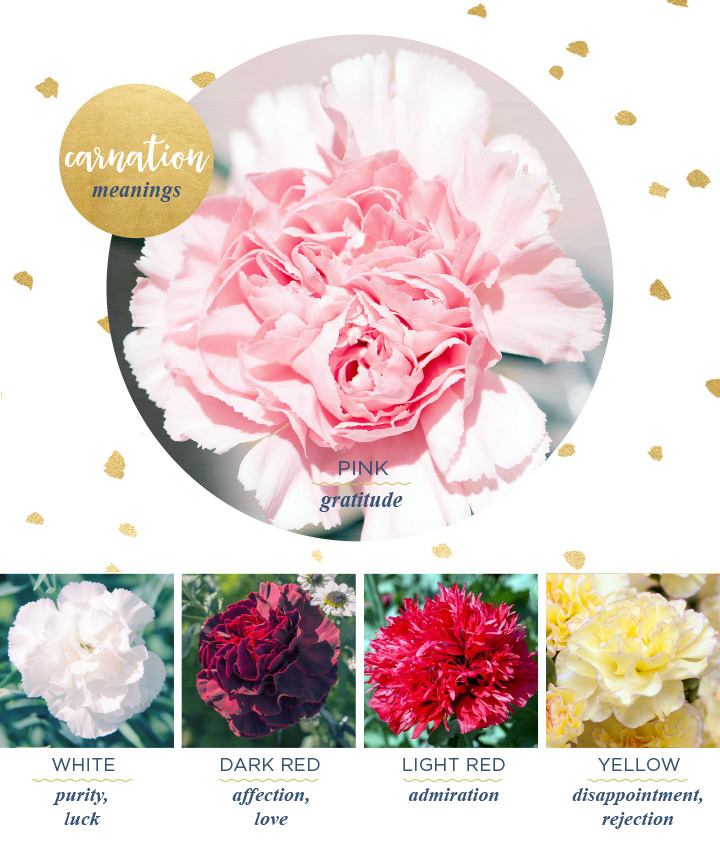 carnation
meanings
PINK
gratitude
WHITE
purity,
luck
DARK RED
affection,
love
LIGHT RED
admiration
YELLOW
disappointment,
rejection